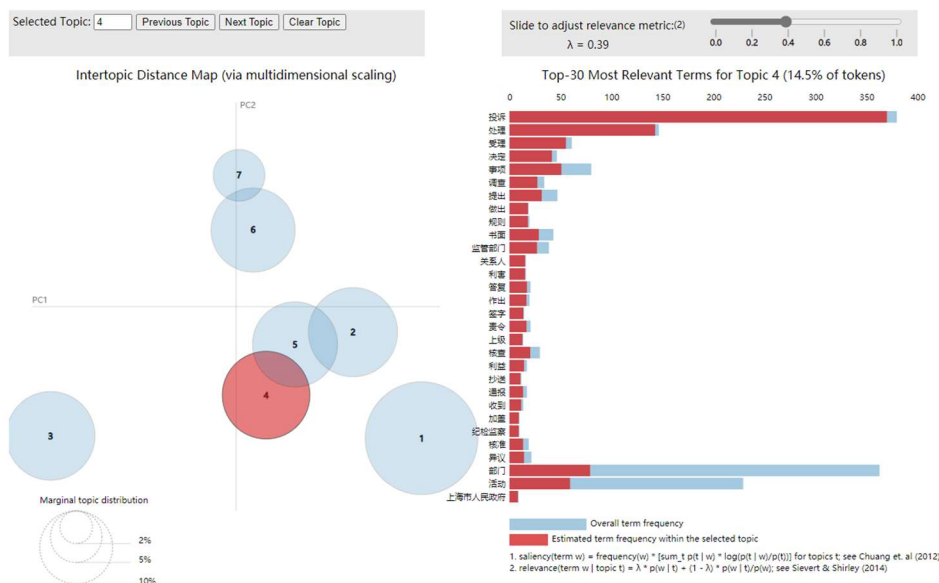 Selected Topic: 4 Previous Topic Next Topic Clear Topic
Slide to adjust relevance metric:(2)
λ = 0.39
0.0 0.2 0.4 0.6 0.8 1.0
Intertopic Distance Map (via multidimensional scaling)
PC2
PC1
7
6
2
5
4
3
1
Marginal topic distribution
2%
5%
10%
Top-30 Most Relevant Terms for Topic 4 (14.5% of tokens)
0 50 100 150 200 250 300 350 400
投诉
处理
受理
决定
事项
调查
提出
做出
规则
书面
监管部门
关系人
利害
答复
作出
签字
责令
上级
核查
利益
抄送
通报
收到
加盖
纪检监察
核准
异议
部门
活动
上海市人民政府
Overall term frequency
Estimated term frequency within the selected topic
1. saliency(term w) = frequency(w) * [sum_t p(t | w) * log(p(t | w)/p(t))] for topics t; see Chuang et. al (2012)
2. relevance(term w | topic t) = λ * p(w | t) + (1 - λ) * p(w | t)/p(w); see Sievert & Shirley (2014)